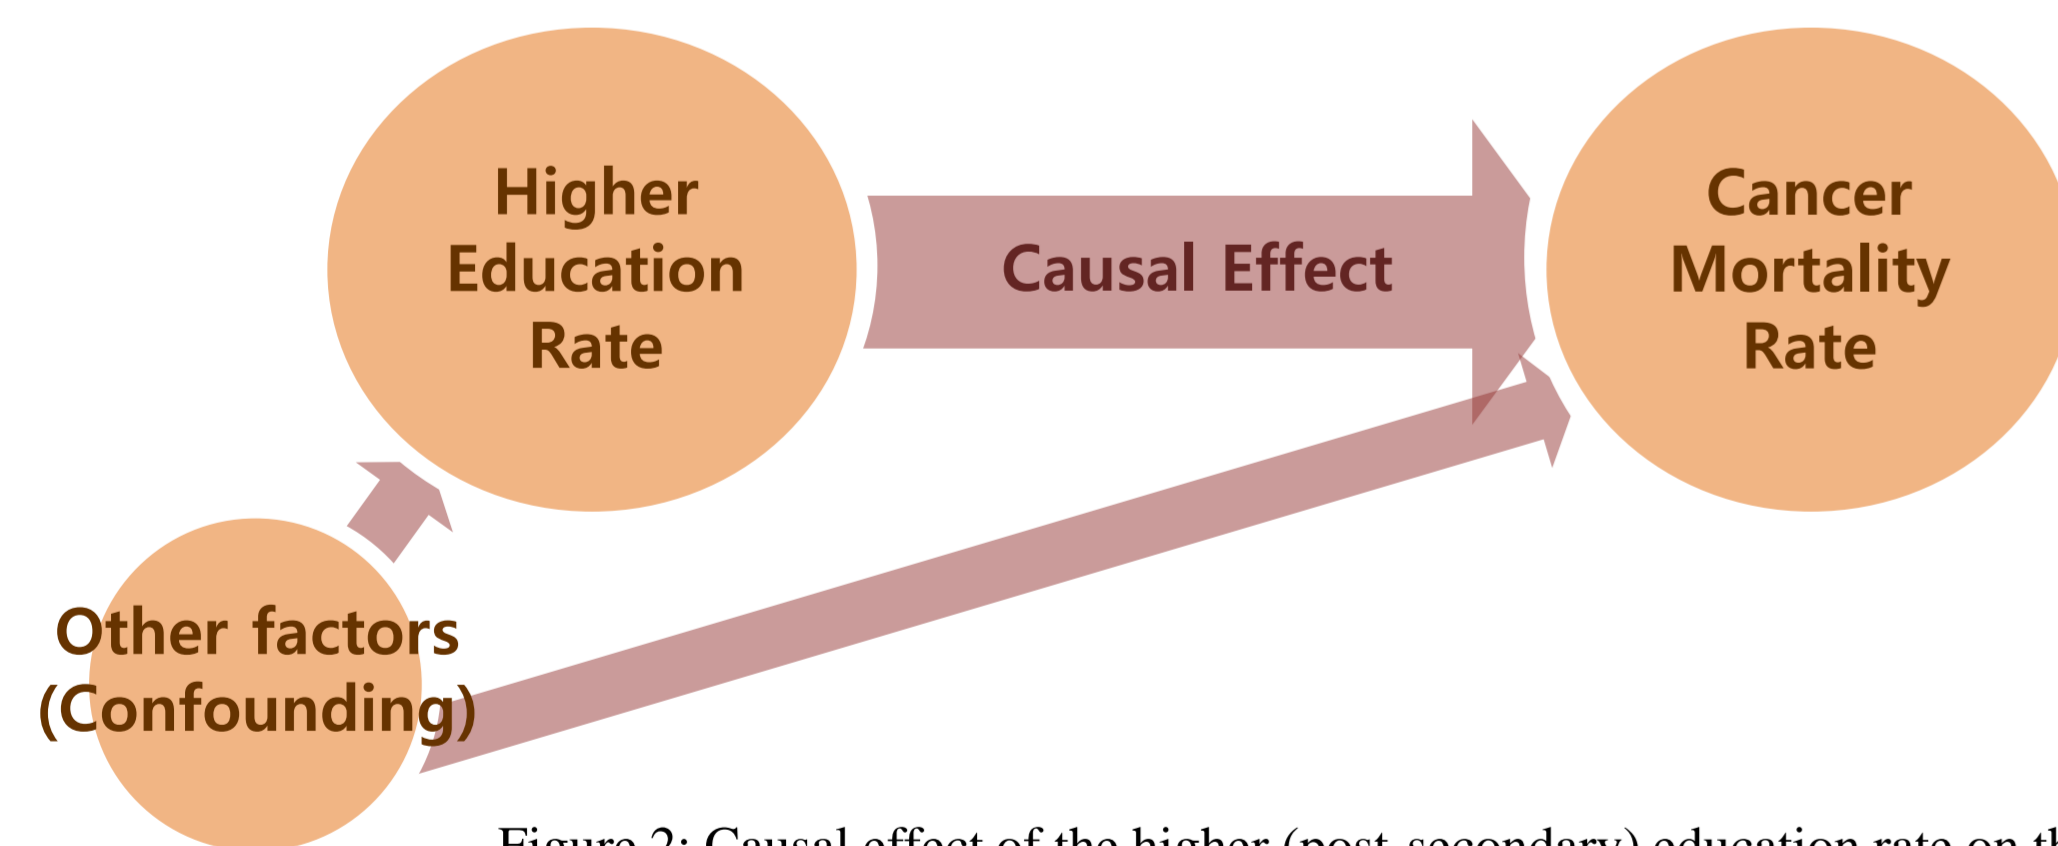 Higher
Education
Rate
Causal Effect
Cancer
Mortality
Rate
Other factors
(Confounding)
Figure 2: Causal effect of the higher (post-secondary) education rate on